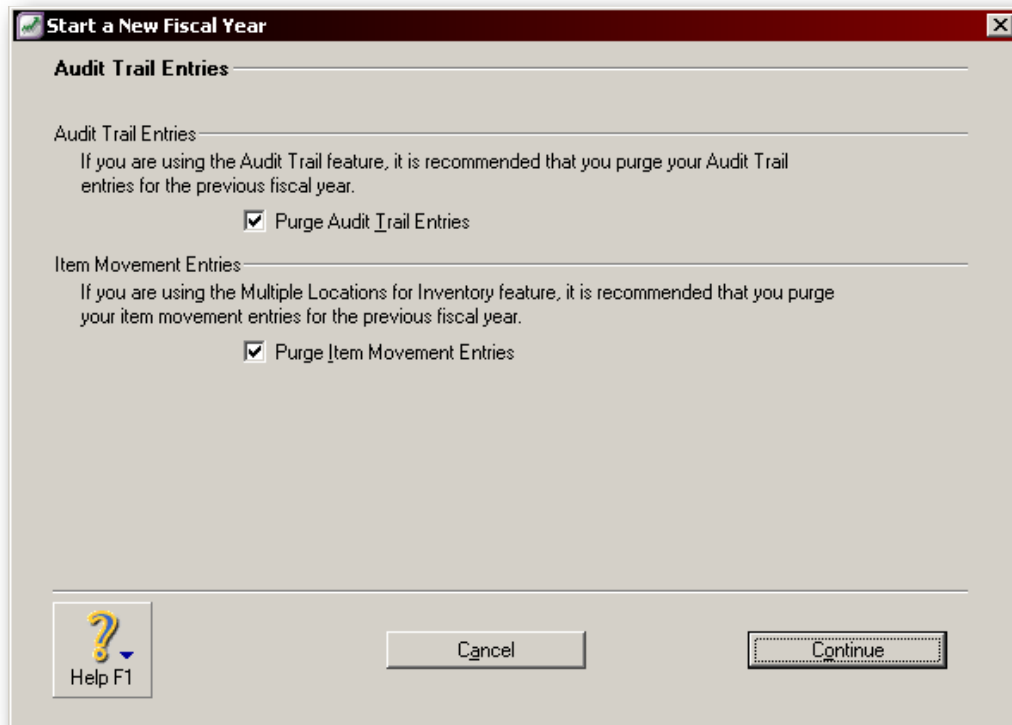 Start a New Fiscal Year
Audit Trail Entries
Audit Trail Entries
If you are using the Audit Trail feature, it is recommended that you purge your Audit Trail
entries for the previous fiscal year.
Purge Audit Trail Entries
Item Movement Entries
If you are using the Multiple Locations for Inventory feature, it is recommended that you purge
your item movement entries for the previous fiscal year.
Purge Item Movement Entries
Help F1
Cancel
Continue